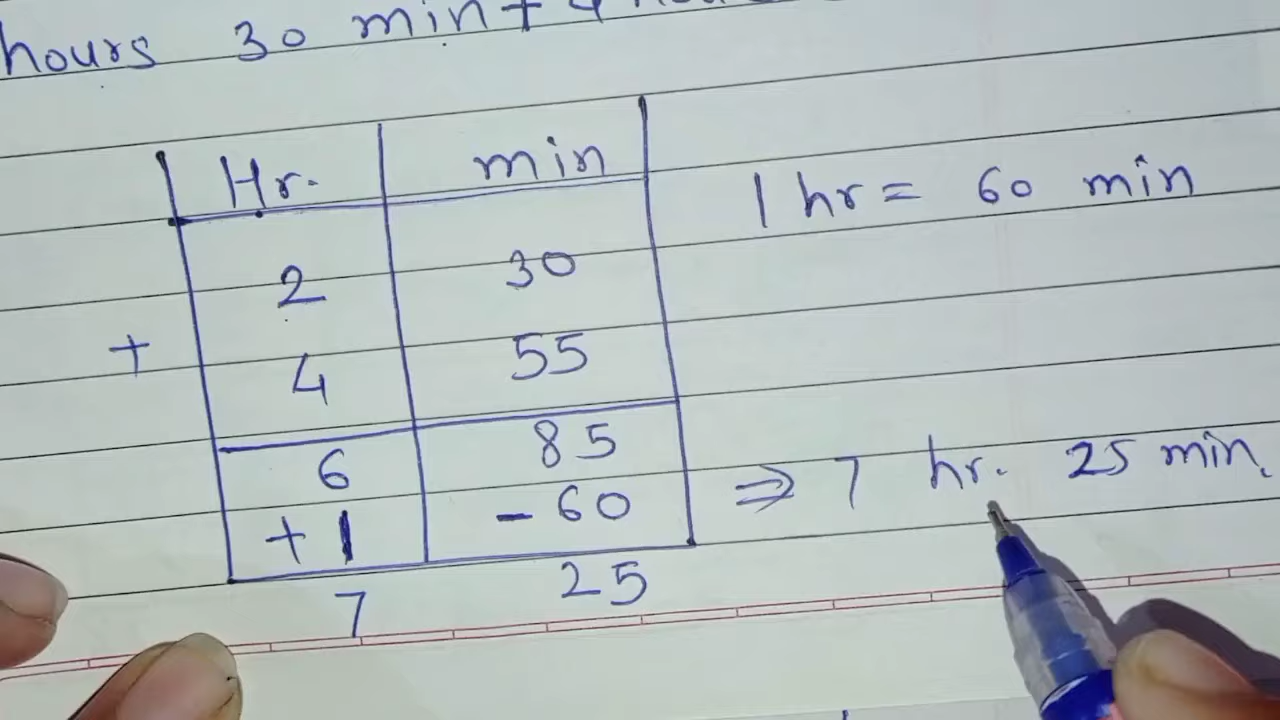 hours 30 min + 4
Hr. min
1 hr = 60 min
2 30
+ 4 55
6 85
+1 -60
⇒ 7 hr. 25 min.
7 25